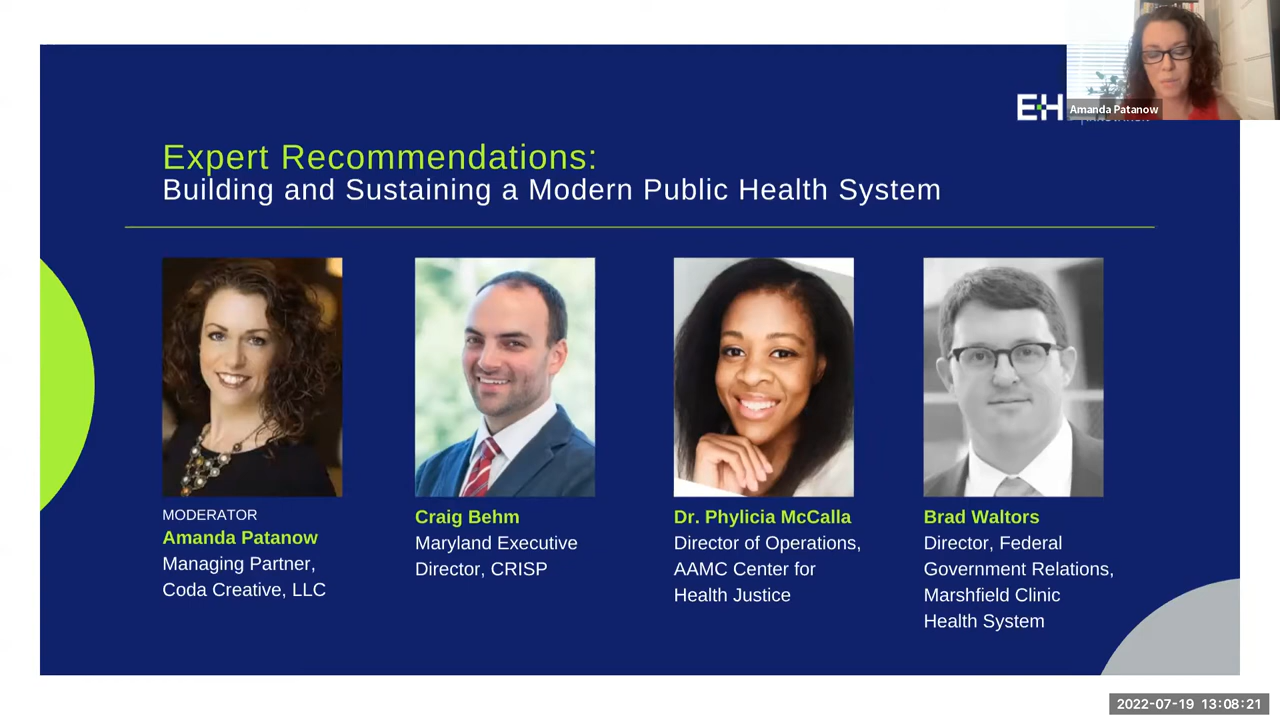 Amanda Patanow
EH
Expert Recommendations:
Building and Sustaining a Modern Public Health System
MODERATOR
Amanda Patanow
Managing Partner,
Coda Creative, LLC
Craig Behm
Maryland Executive
Director, CRISP
Dr. Phylicia McCalla
Director of Operations,
AAMC Center for
Health Justice
Brad Waltors
Director, Federal
Government Relations,
Marshfield Clinic
Health System
2022-07-19 13:08:21